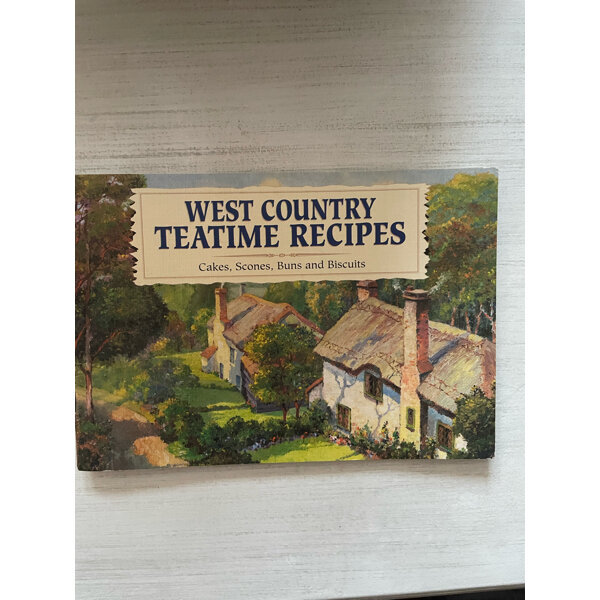 WEST COUNTRY
TEATIME RECIPES
Cakes, Scones, Buns and Biscuits